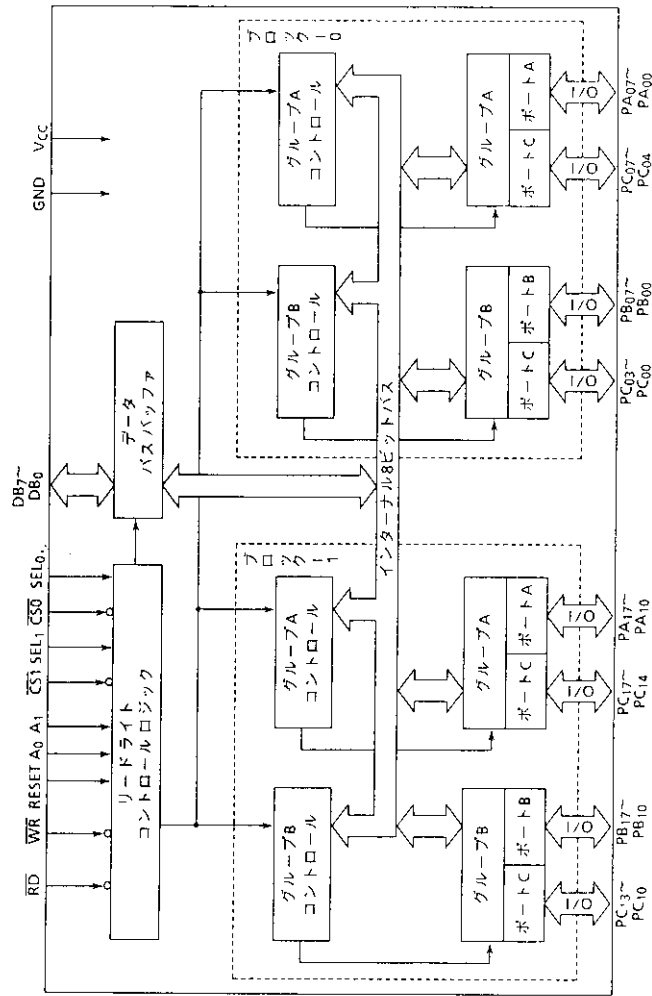 RD
WR
RESET
A0
A1
CS1
SEL1
CS0
SEL0
DB7~
DB0
GND
VCC
リードライト
コントロールロジック
データ
バスバッファ
ブロック-1
グループB
コントロール
グループA
コントロール
ブロック-0
グループB
コントロール
グループA
コントロール
インターナル8ビットバス
グループB
ポートC
ポートB
グループA
ポートC
ポートA
グループB
ポートC
ポートB
グループA
ポートC
ポートA
I/O
I/O
I/O
I/O
I/O
I/O
I/O
I/O
PC13~
PC10
PB17~
PB10
PC17~
PC14
PA17~
PA10
PC03~
PC00
PB07~
PB00
PC07~
PC04
PA07~
PA00